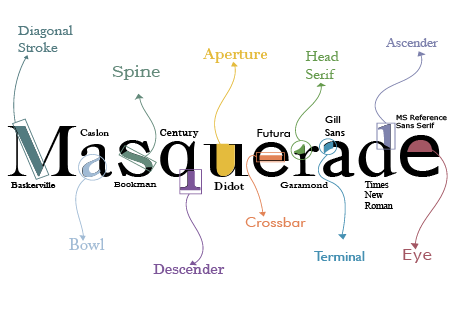 Diagonal
Stroke
Spine
Aperture
Head
Serif
Ascender
Masquerade
Caslon
Century
Futura
Gill
Sans
MS Reference
Sans Serif
Baskerville
Bookman
Didot
Garamond
Times
New
Roman
Bowl
Descender
Crossbar
Terminal
Eye